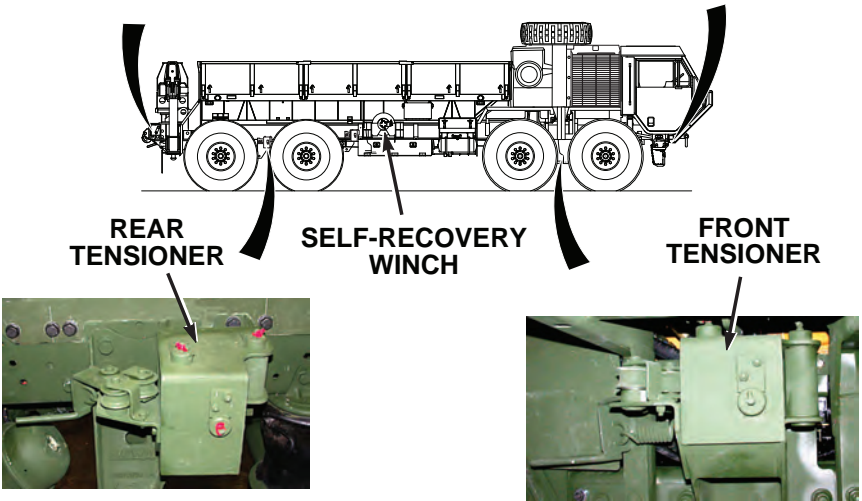 REAR
TENSIONER
SELF-RECOVERY
WINCH
FRONT
TENSIONER